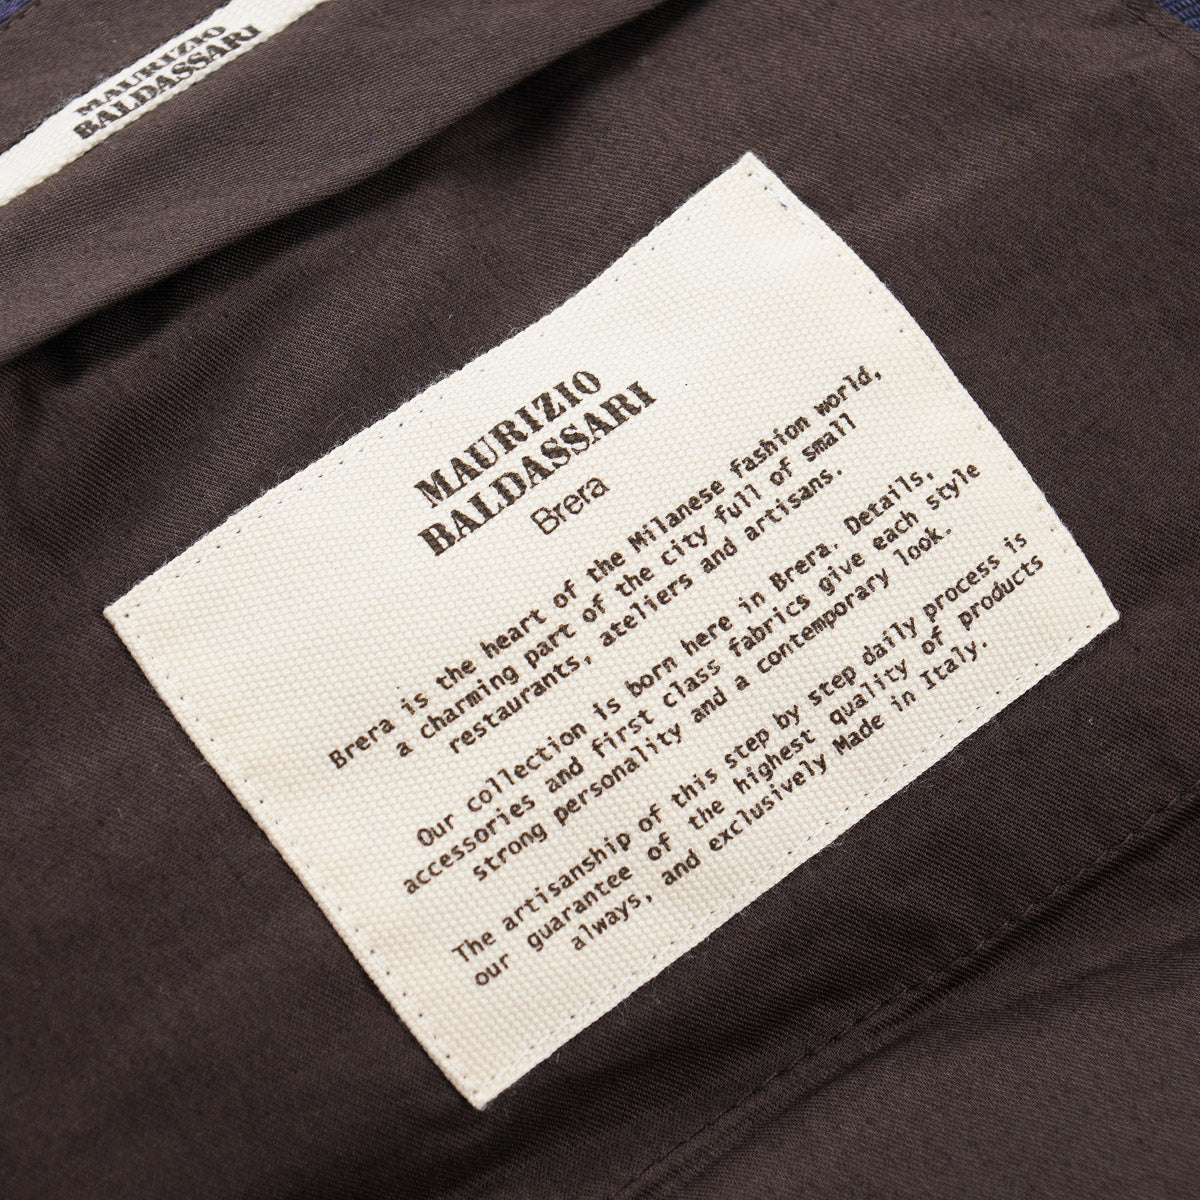 MAURIZIO
BALDASSARI
MAURIZIO
BALDASSARI
Brera
Brera is the heart of the Milanese fashion world,
a charming part of the city full of small
restaurants, ateliers and artisans.
Our collection is born here in Brera. Details,
accessories and first class fabrics give each style
strong personality and a contemporary look.
The artisanship of this step by step daily process is
our guarantee of the highest quality of products
always, and exclusively Made in Italy.